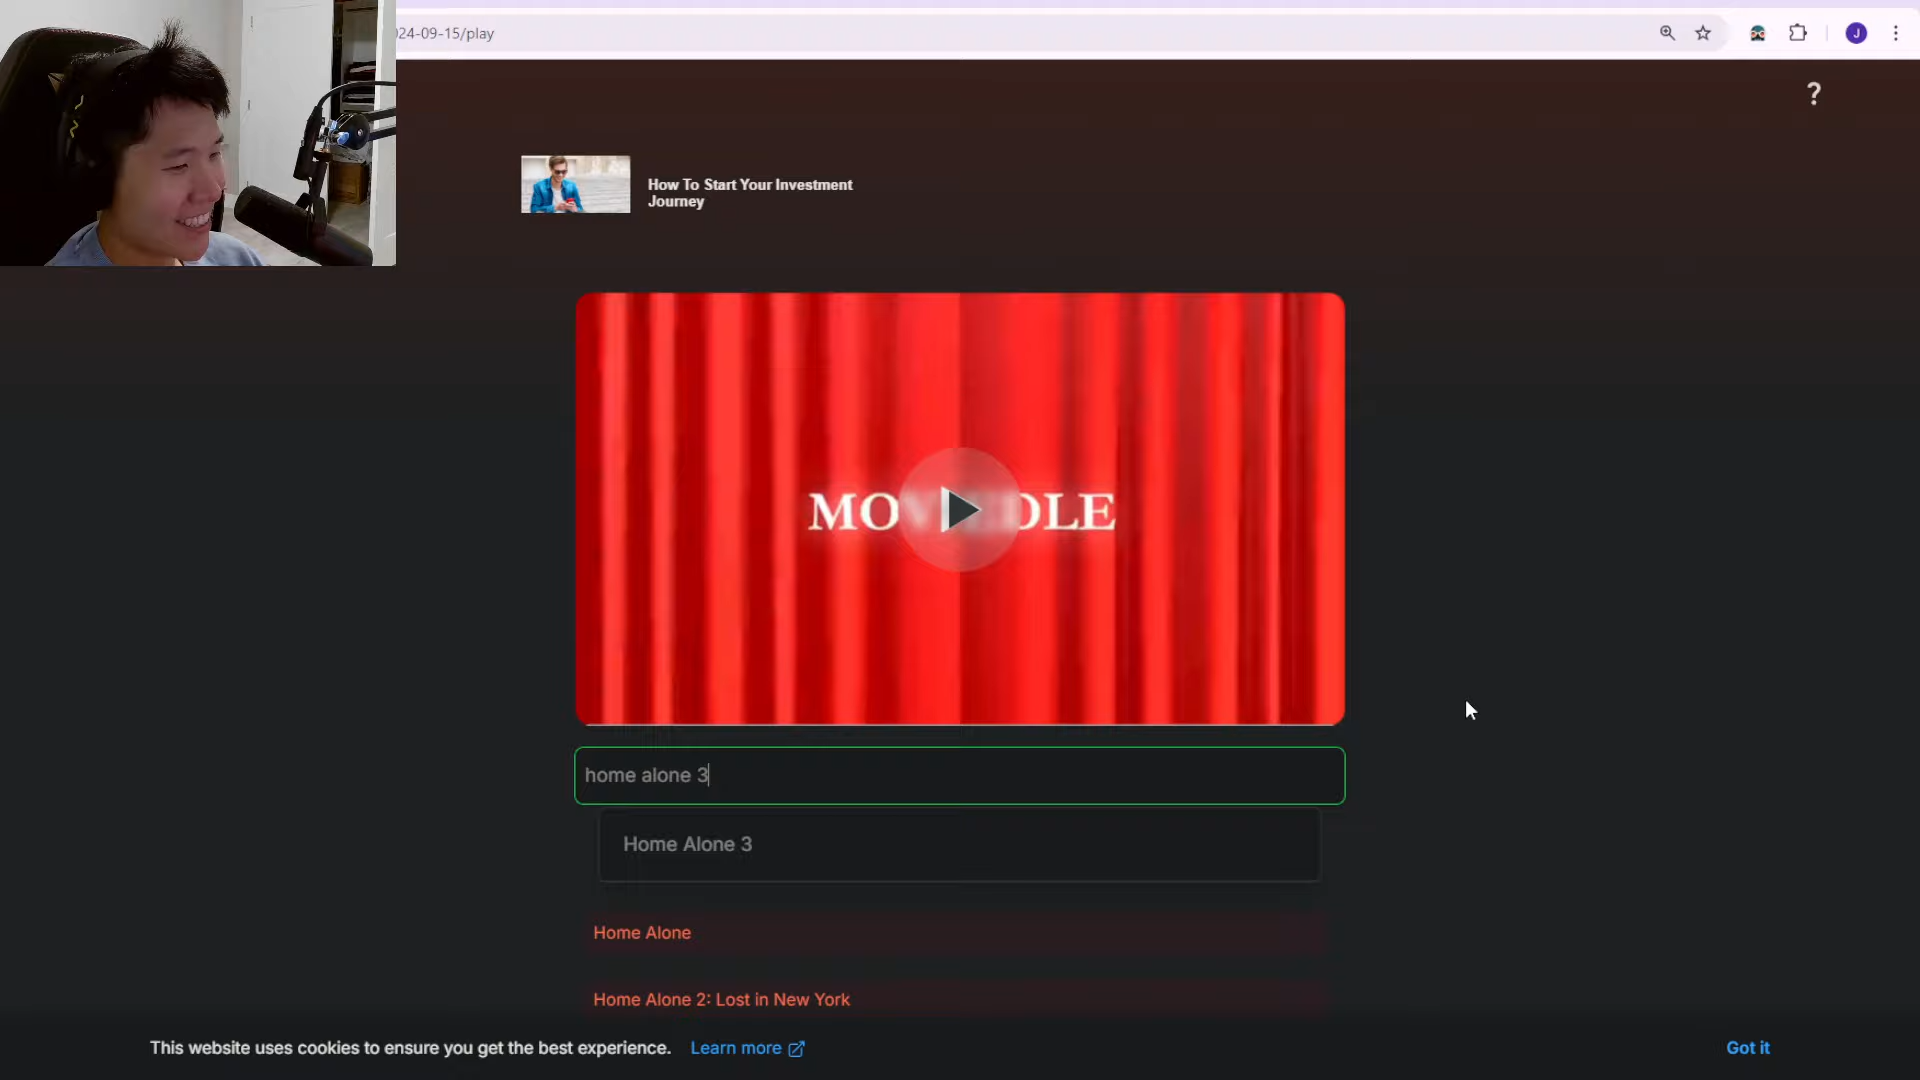 024-09-15/play
J
?
How To Start Your Investment
Journey
MOVIEDLE
home alone 3
Home Alone 3
Home Alone
Home Alone 2: Lost in New York
This website uses cookies to ensure you get the best experience. Learn more
Got it